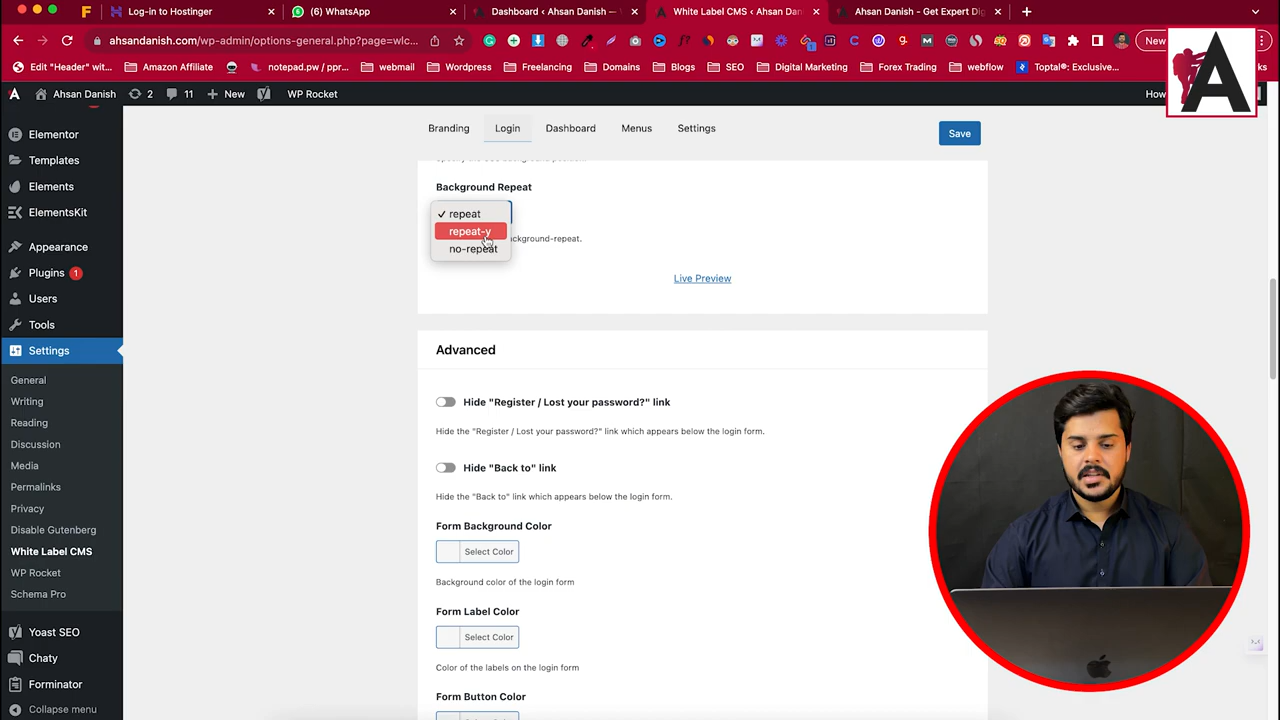 Log-in to Hostinger
(6) WhatsApp
Dashboard ‹ Ahsan Danish —
White Label CMS ‹ Ahsan Dan
Ahsan Danish - Get Expert Dig
ahsandanish.com/wp-admin/options-general.php?page=wlc...
New
Edit "Header" wit...
Amazon Affiliate
notepad.pw / ppr...
webmail
Wordpress
Freelancing
Domains
Blogs
SEO
Digital Marketing
Forex Trading
webflow
Toptal®: Exclusive...
A
Ahsan Danish
2
11
+ New
WP Rocket
How
Elementor
Templates
Elements
ElementsKit
Appearance
Plugins 1
Users
Tools
Settings
General
Writing
Reading
Discussion
Media
Permalinks
Privacy
Disable Gutenberg
White Label CMS
WP Rocket
Schema Pro
Yoast SEO
Chaty
Forminator
Collapse menu
Branding
Login
Dashboard
Menus
Settings
Save
Background Repeat
✓ repeat
repeat-y
no-repeat
background-repeat.
Live Preview
Advanced
Hide "Register / Lost your password?" link
Hide the "Register / Lost your password?" link which appears below the login form.
Hide "Back to" link
Hide the "Back to" link which appears below the login form.
Form Background Color
Select Color
Background color of the login form
Form Label Color
Select Color
Color of the labels on the login form
Form Button Color